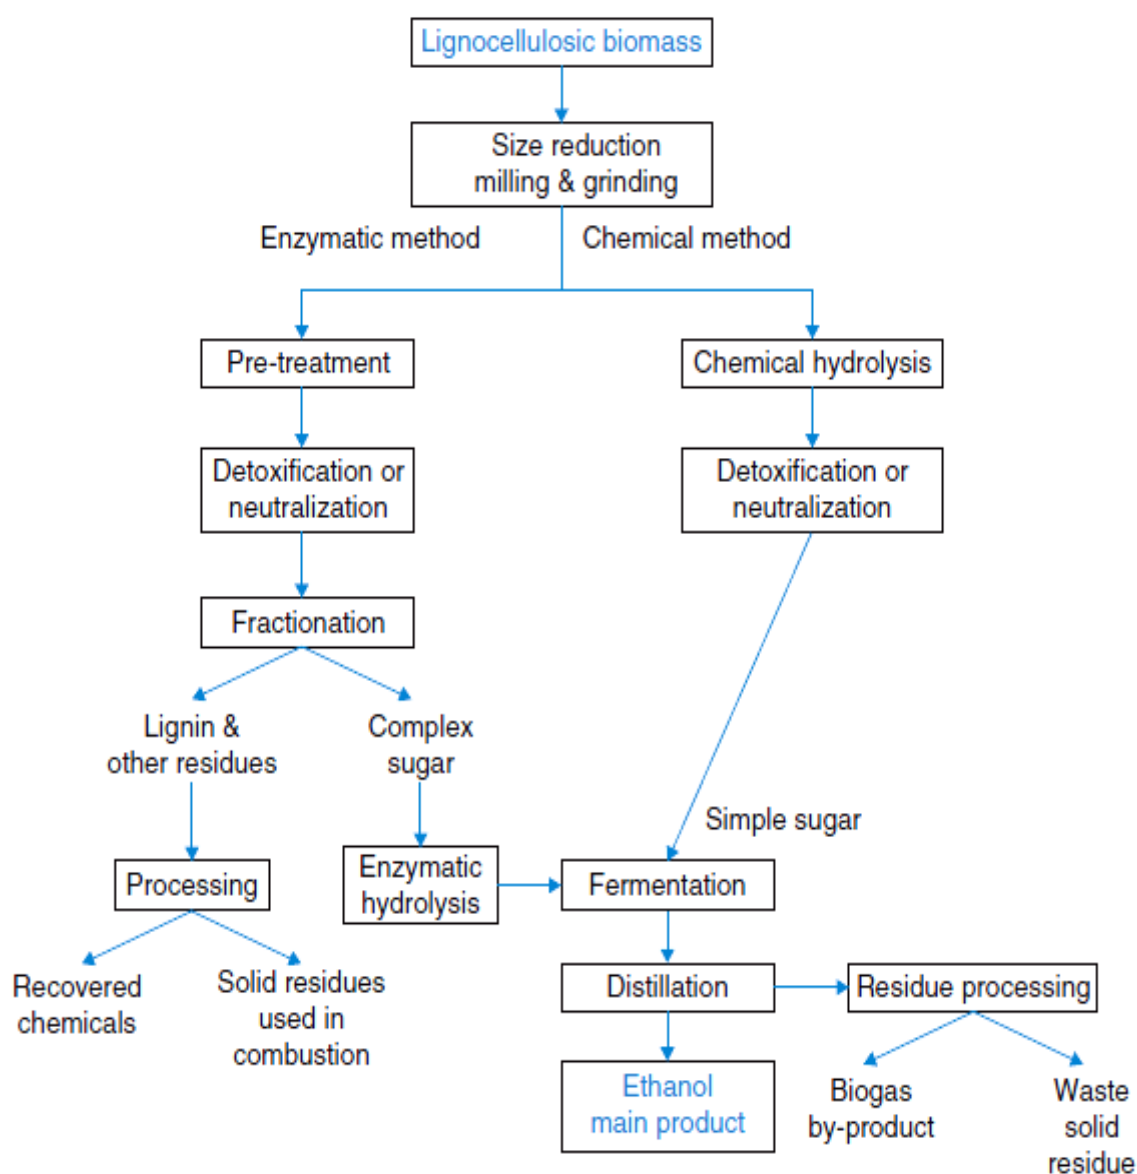 Lignocellulosic biomass
Size reduction
milling & grinding
Enzymatic method
Chemical method
Pre-treatment
Chemical hydrolysis
Detoxification or
neutralization
Detoxification or
neutralization
Fractionation
Lignin &
other residues
Complex
sugar
Simple sugar
Processing
Enzymatic
hydrolysis
Fermentation
Recovered
chemicals
Solid residues
used in
combustion
Distillation
Residue processing
Ethanol
main product
Biogas
by-product
Waste
solid
residue